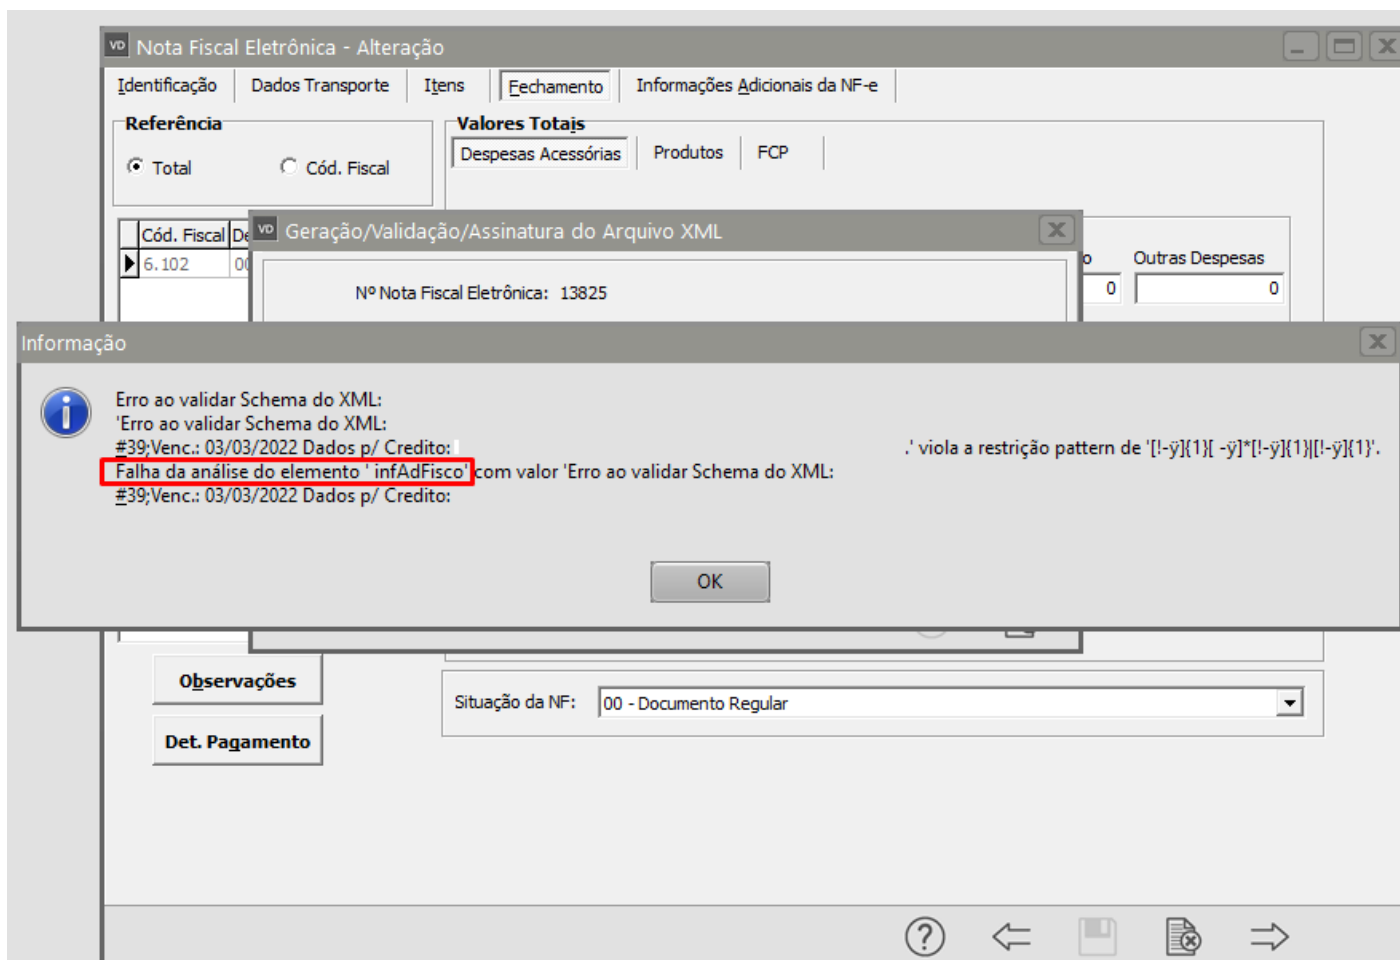 VD Nota Fiscal Eletrônica - Alteração
Identificação Dados Transporte Itens Fechamento Informações Adicionais da NF-e
Referência
Total Cód. Fiscal
Valores Totais
Despesas Acessórias Produtos FCP
Cód. Fiscal De
6.102 00
VD Geração/Validação/Assinatura do Arquivo XML
Nº Nota Fiscal Eletrônica: 13825
o Outras Despesas
0 0
Informação
Erro ao validar Schema do XML:
'Erro ao validar Schema do XML:
#39;Venc.: 03/03/2022 Dados p/ Credito: .' viola a restrição pattern de '[!-ÿ]{1}[ -ÿ]*[!-ÿ]{1}|[!-ÿ]{1}'.
Falha da análise do elemento ' infAdFisco' com valor 'Erro ao validar Schema do XML:
#39;Venc.: 03/03/2022 Dados p/ Credito:
OK
Observações
Det. Pagamento
Situação da NF: 00 - Documento Regular